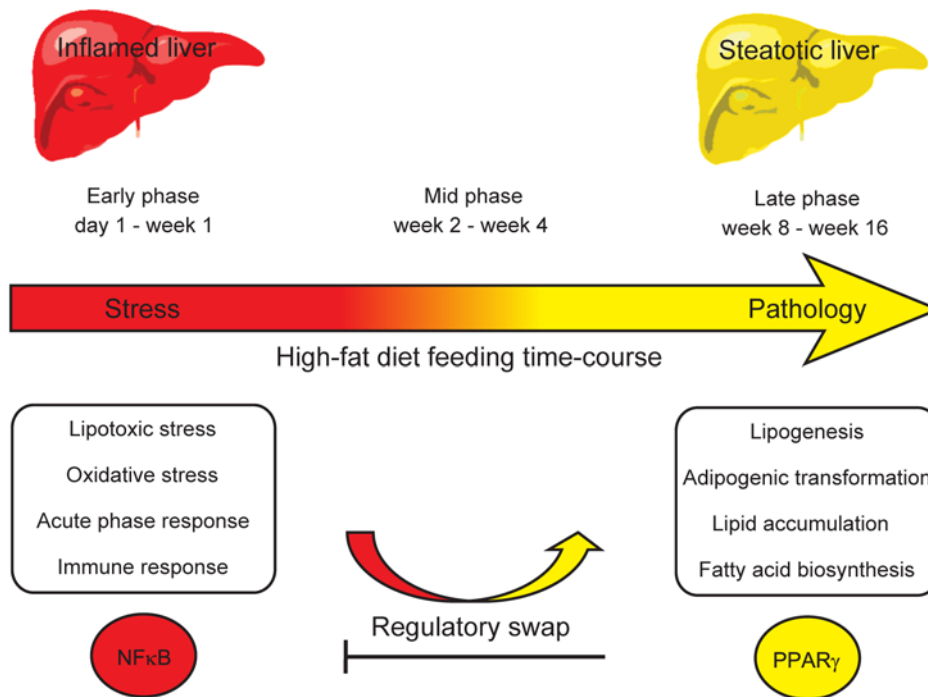 Inflamed liver
Steatotic liver
Early phase
day 1 - week 1
Mid phase
week 2 - week 4
Late phase
week 8 - week 16
Stress
Pathology
High-fat diet feeding time-course
Lipotoxic stress
Oxidative stress
Acute phase response
Immune response
Lipogenesis
Adipogenic transformation
Lipid accumulation
Fatty acid biosynthesis
Regulatory swap
NFκB
PPARγ